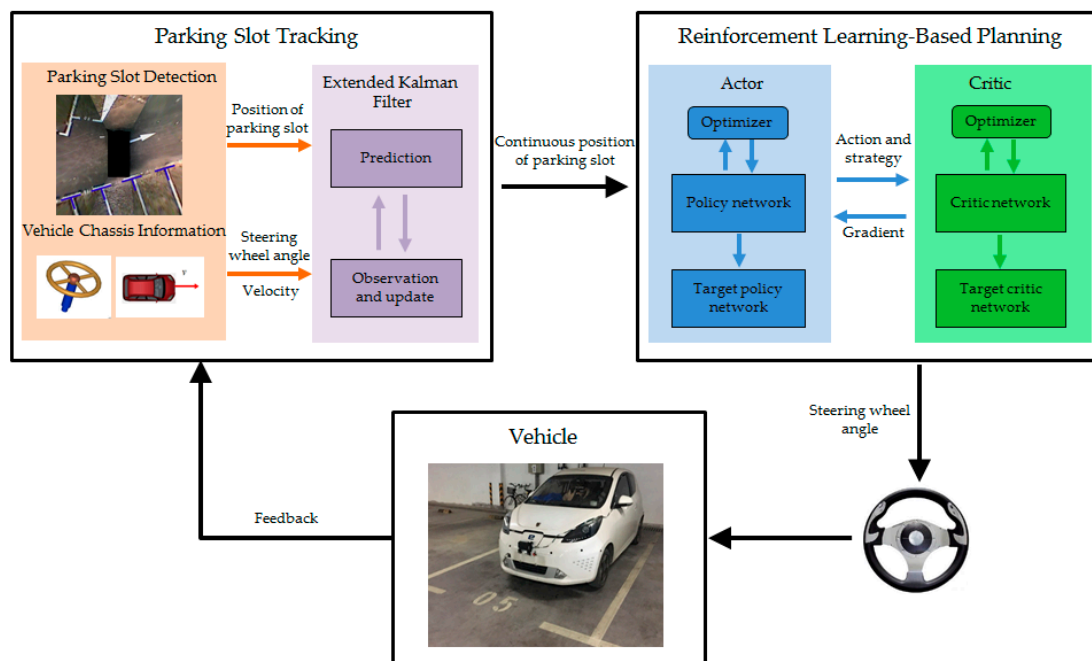 Parking Slot Tracking
Parking Slot Detection
Position of
parking slot
Vehicle Chassis Information
Steering
wheel angle
Velocity
v
Extended Kalman
Filter
Prediction
Observation
and update
Continuous position
of parking slot
Reinforcement Learning-Based Planning
Actor
Optimizer
Policy network
Target policy
network
Action and
strategy
Gradient
Critic
Optimizer
Critic network
Target critic
network
Steering wheel
angle
Vehicle
05
Feedback